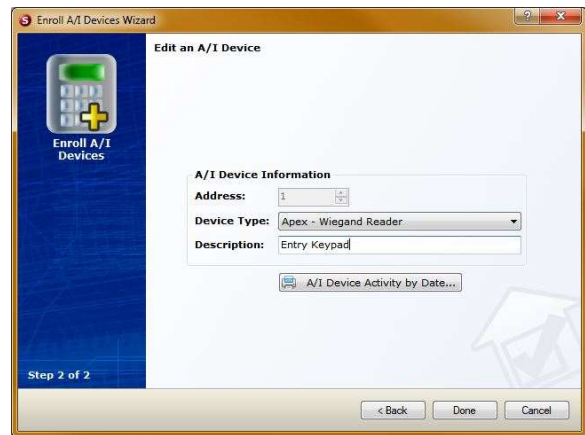 Enroll A/I Devices Wizard
Edit an A/I Device
Enroll A/I
Devices
A/I Device Information
Address: 1
Device Type: Apex - Wiegand Reader
Description: Entry Keypad
A/I Device Activity by Date...
Step 2 of 2
< Back Done Cancel